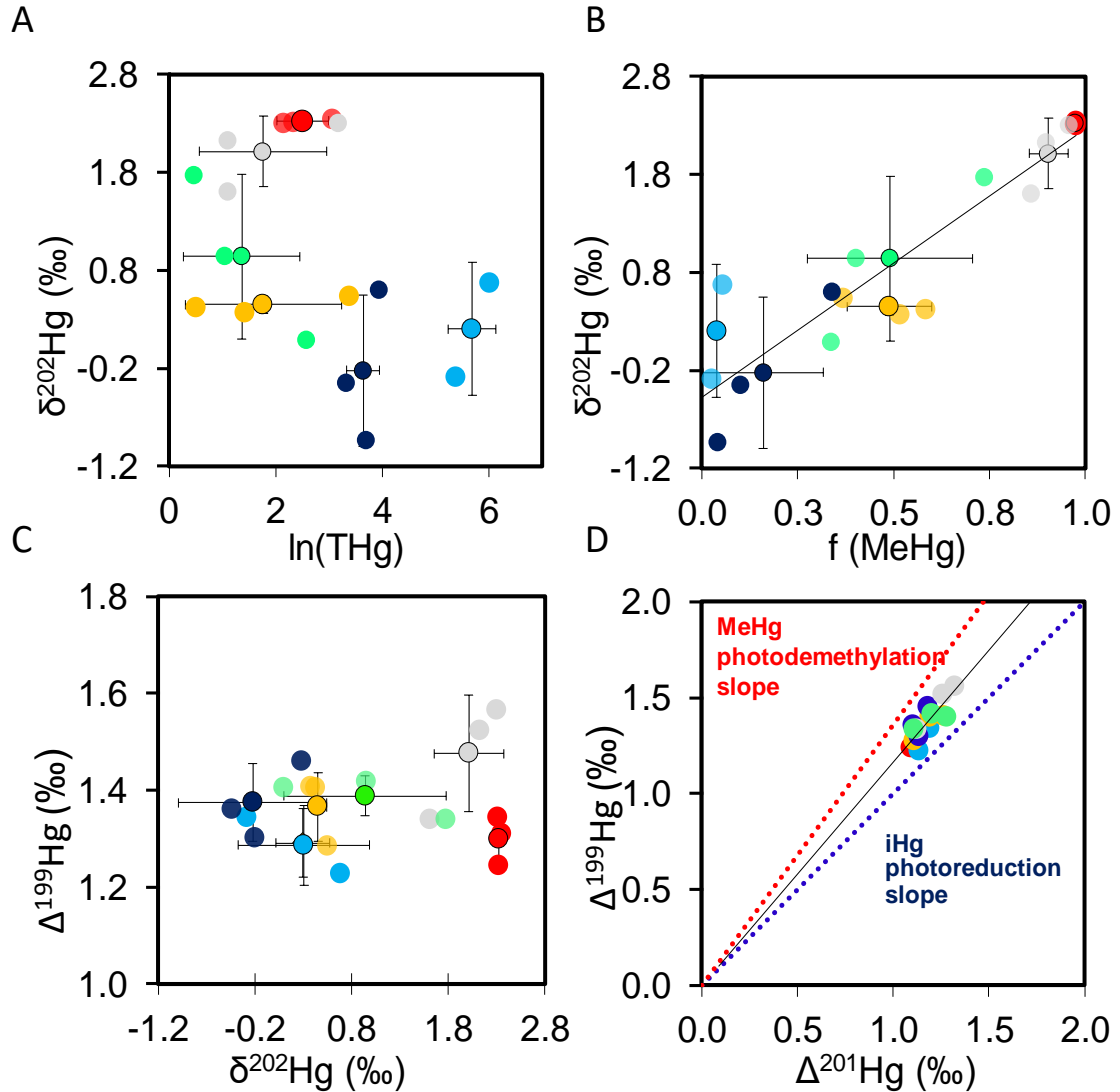 A
B
2.8
1.8
0.8
-0.2
-1.2
δ²⁰²Hg (‰)
0
2
4
6
ln(THg)
2.8
1.8
0.8
-0.2
-1.2
δ²⁰²Hg (‰)
0.0
0.3
0.5
0.8
1.0
f (MeHg)
C
D
1.8
1.6
1.4
1.2
1.0
Δ¹⁹⁹Hg (‰)
-1.2
-0.2
0.8
1.8
2.8
δ²⁰²Hg (‰)
2.0
1.5
1.0
0.5
0.0
Δ¹⁹⁹Hg (‰)
MeHg
photodemethylation
slope
iHg
photoreduction
slope
0.0
0.5
1.0
1.5
2.0
Δ²⁰¹Hg (‰)